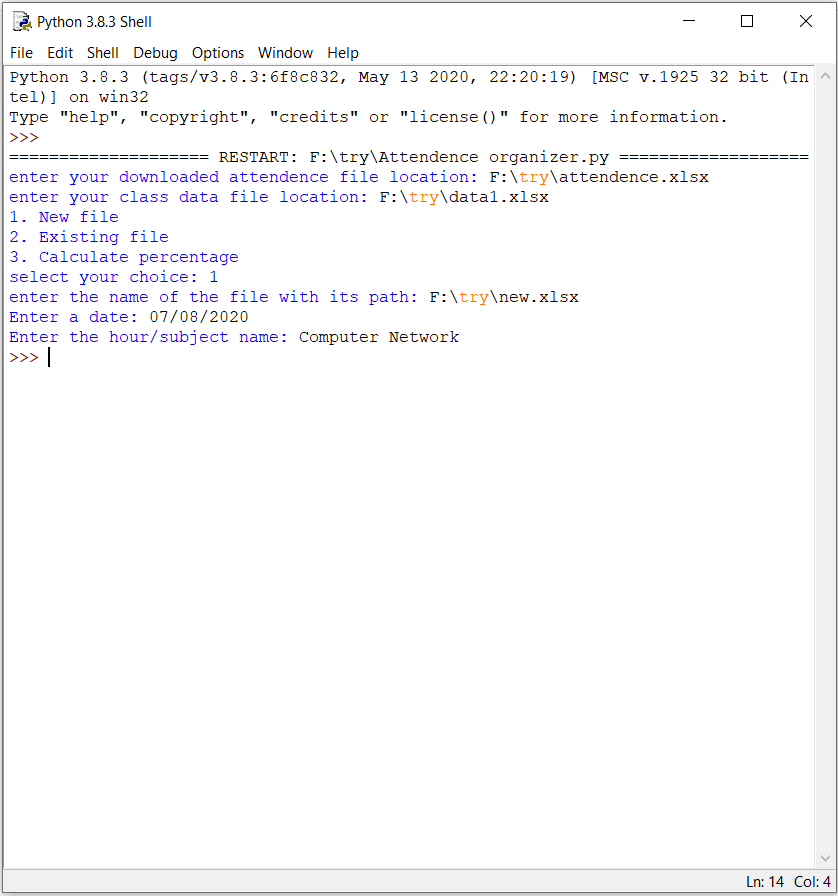 Python 3.8.3 Shell
File Edit Shell Debug Options Window Help
Python 3.8.3 (tags/v3.8.3:6f8c832, May 13 2020, 22:20:19) [MSC v.1925 32 bit (In
tel)] on win32
Type "help", "copyright", "credits" or "license()" for more information.
>>>
==================== RESTART: F:\try\Attendence organizer.py ===================
enter your downloaded attendence file location: F:\try\attendence.xlsx
enter your class data file location: F:\try\data1.xlsx
1. New file
2. Existing file
3. Calculate percentage
select your choice: 1
enter the name of the file with its path: F:\try\new.xlsx
Enter a date: 07/08/2020
Enter the hour/subject name: Computer Network
>>>
Ln: 14 Col: 4